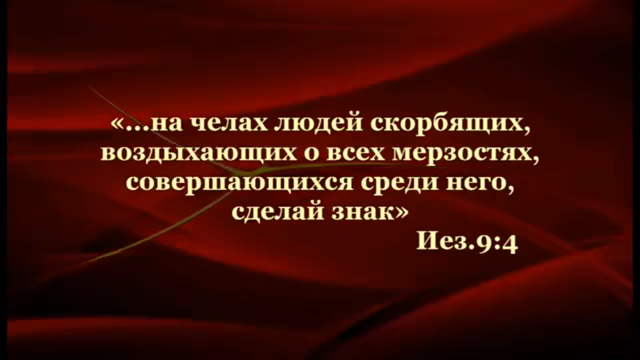 «...на челах людей скорбящих,
воздыхающих о всех мерзостях,
совершающихся среди него,
сделай знак»
Иез.9:4